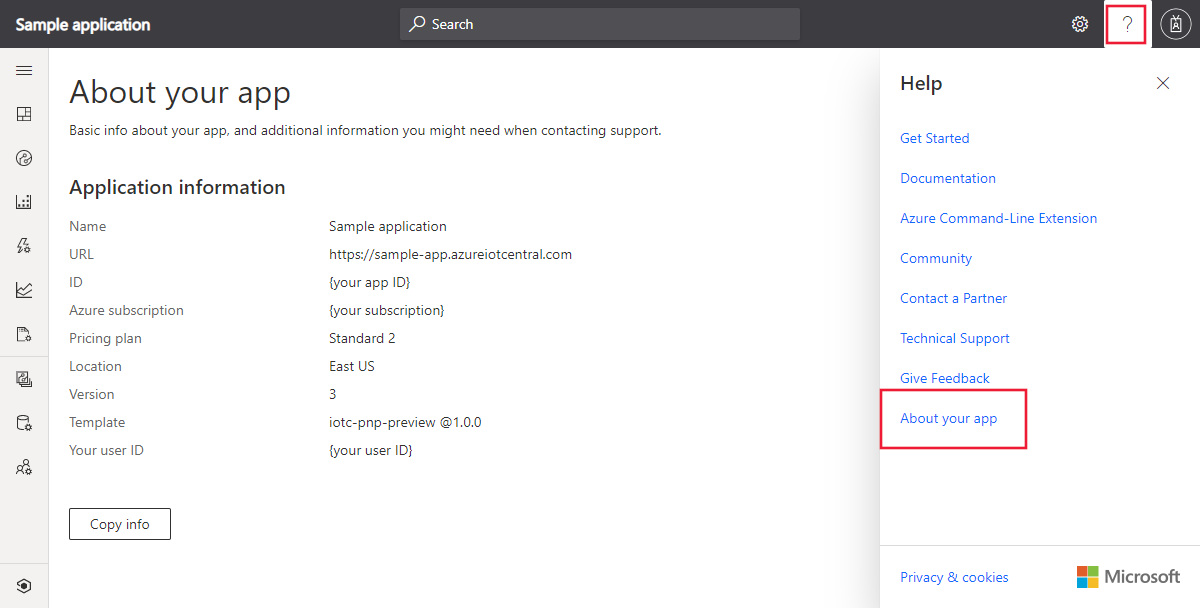 Sample application
Search
?
About your app
Basic info about your app, and additional information you might need when contacting support.
Application information
Name Sample application
URL https://sample-app.azureiotcentral.com
ID {your app ID}
Azure subscription {your subscription}
Pricing plan Standard 2
Location East US
Version 3
Template iotc-pnp-preview @1.0.0
Your user ID {your user ID}
Copy info
Help
Get Started
Documentation
Azure Command-Line Extension
Community
Contact a Partner
Technical Support
Give Feedback
About your app
Privacy & cookies
Microsoft